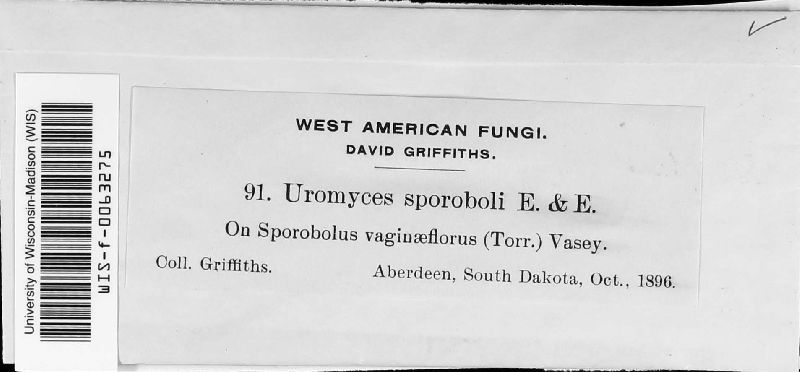 WEST AMERICAN FUNGI.
DAVID GRIFFITHS.
91. Uromyces sporoboli E. & E.
On Sporobolus vaginæflorus (Torr.) Vasey.
Coll. Griffiths.
Aberdeen, South Dakota, Oct., 1896.
University of Wisconsin-Madison (WIS)
WIS-f-0063275